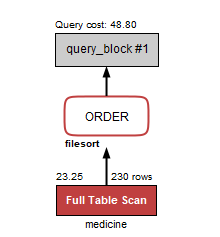 Query cost: 48.80
query_block #1
ORDER
filesort
23.25 230 rows
Full Table Scan
medicine